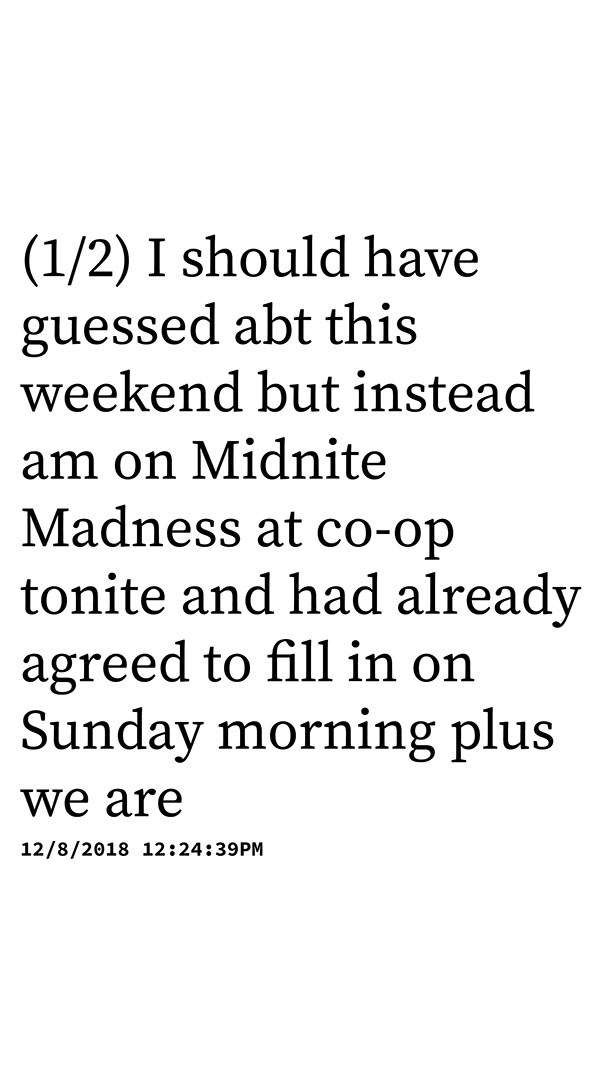 (1/2) I should have
guessed abt this
weekend but instead
am on Midnite
Madness at co-op
tonite and had already
agreed to fill in on
Sunday morning plus
we are
12/8/2018 12:24:39PM